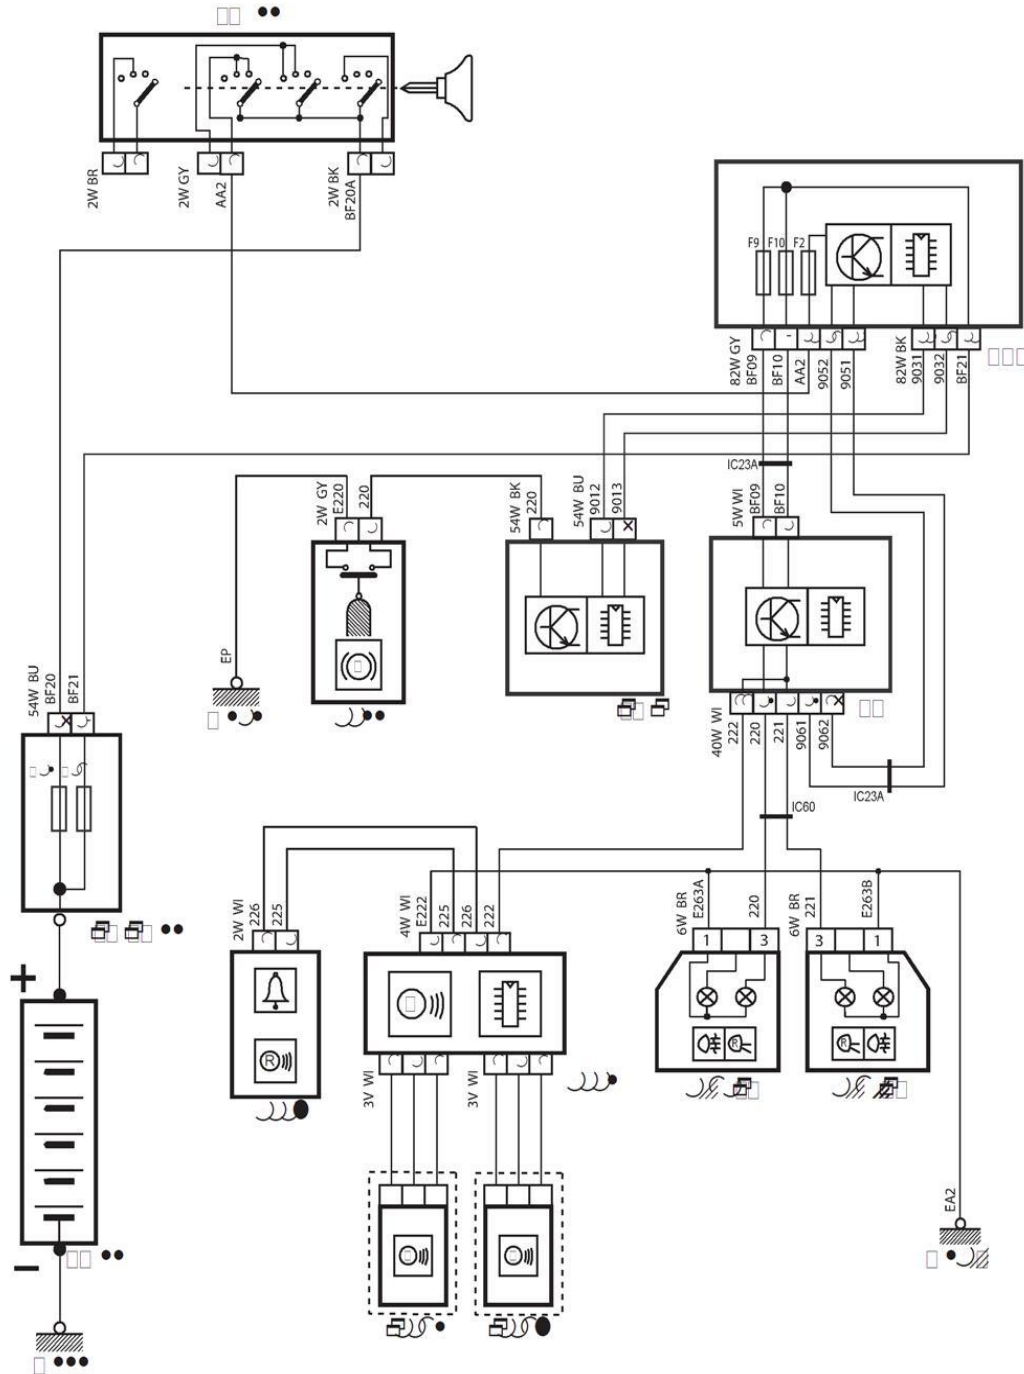 2W BR
2W GY
AA2
2W BK
BF20A
F9
F10
F2
82W GY
BF09
BF10
AA2
9052
9051
82W BK
9031
9032
BF21
IC23A
2W GY
E220
220
54W BK
220
54W BU
9012
9013
5W WI
BF09
BF10
EP
54W BU
BF20
BF21
40W WI
222
220
221
9061
9062
IC23A
IC60
2W WI
226
225
4W WI
E222
225
226
222
6W BR
E263A
220
6W BR
221
E263B
1
3
3
1
+
R
R
R
3V WI
3V WI
EA2
−